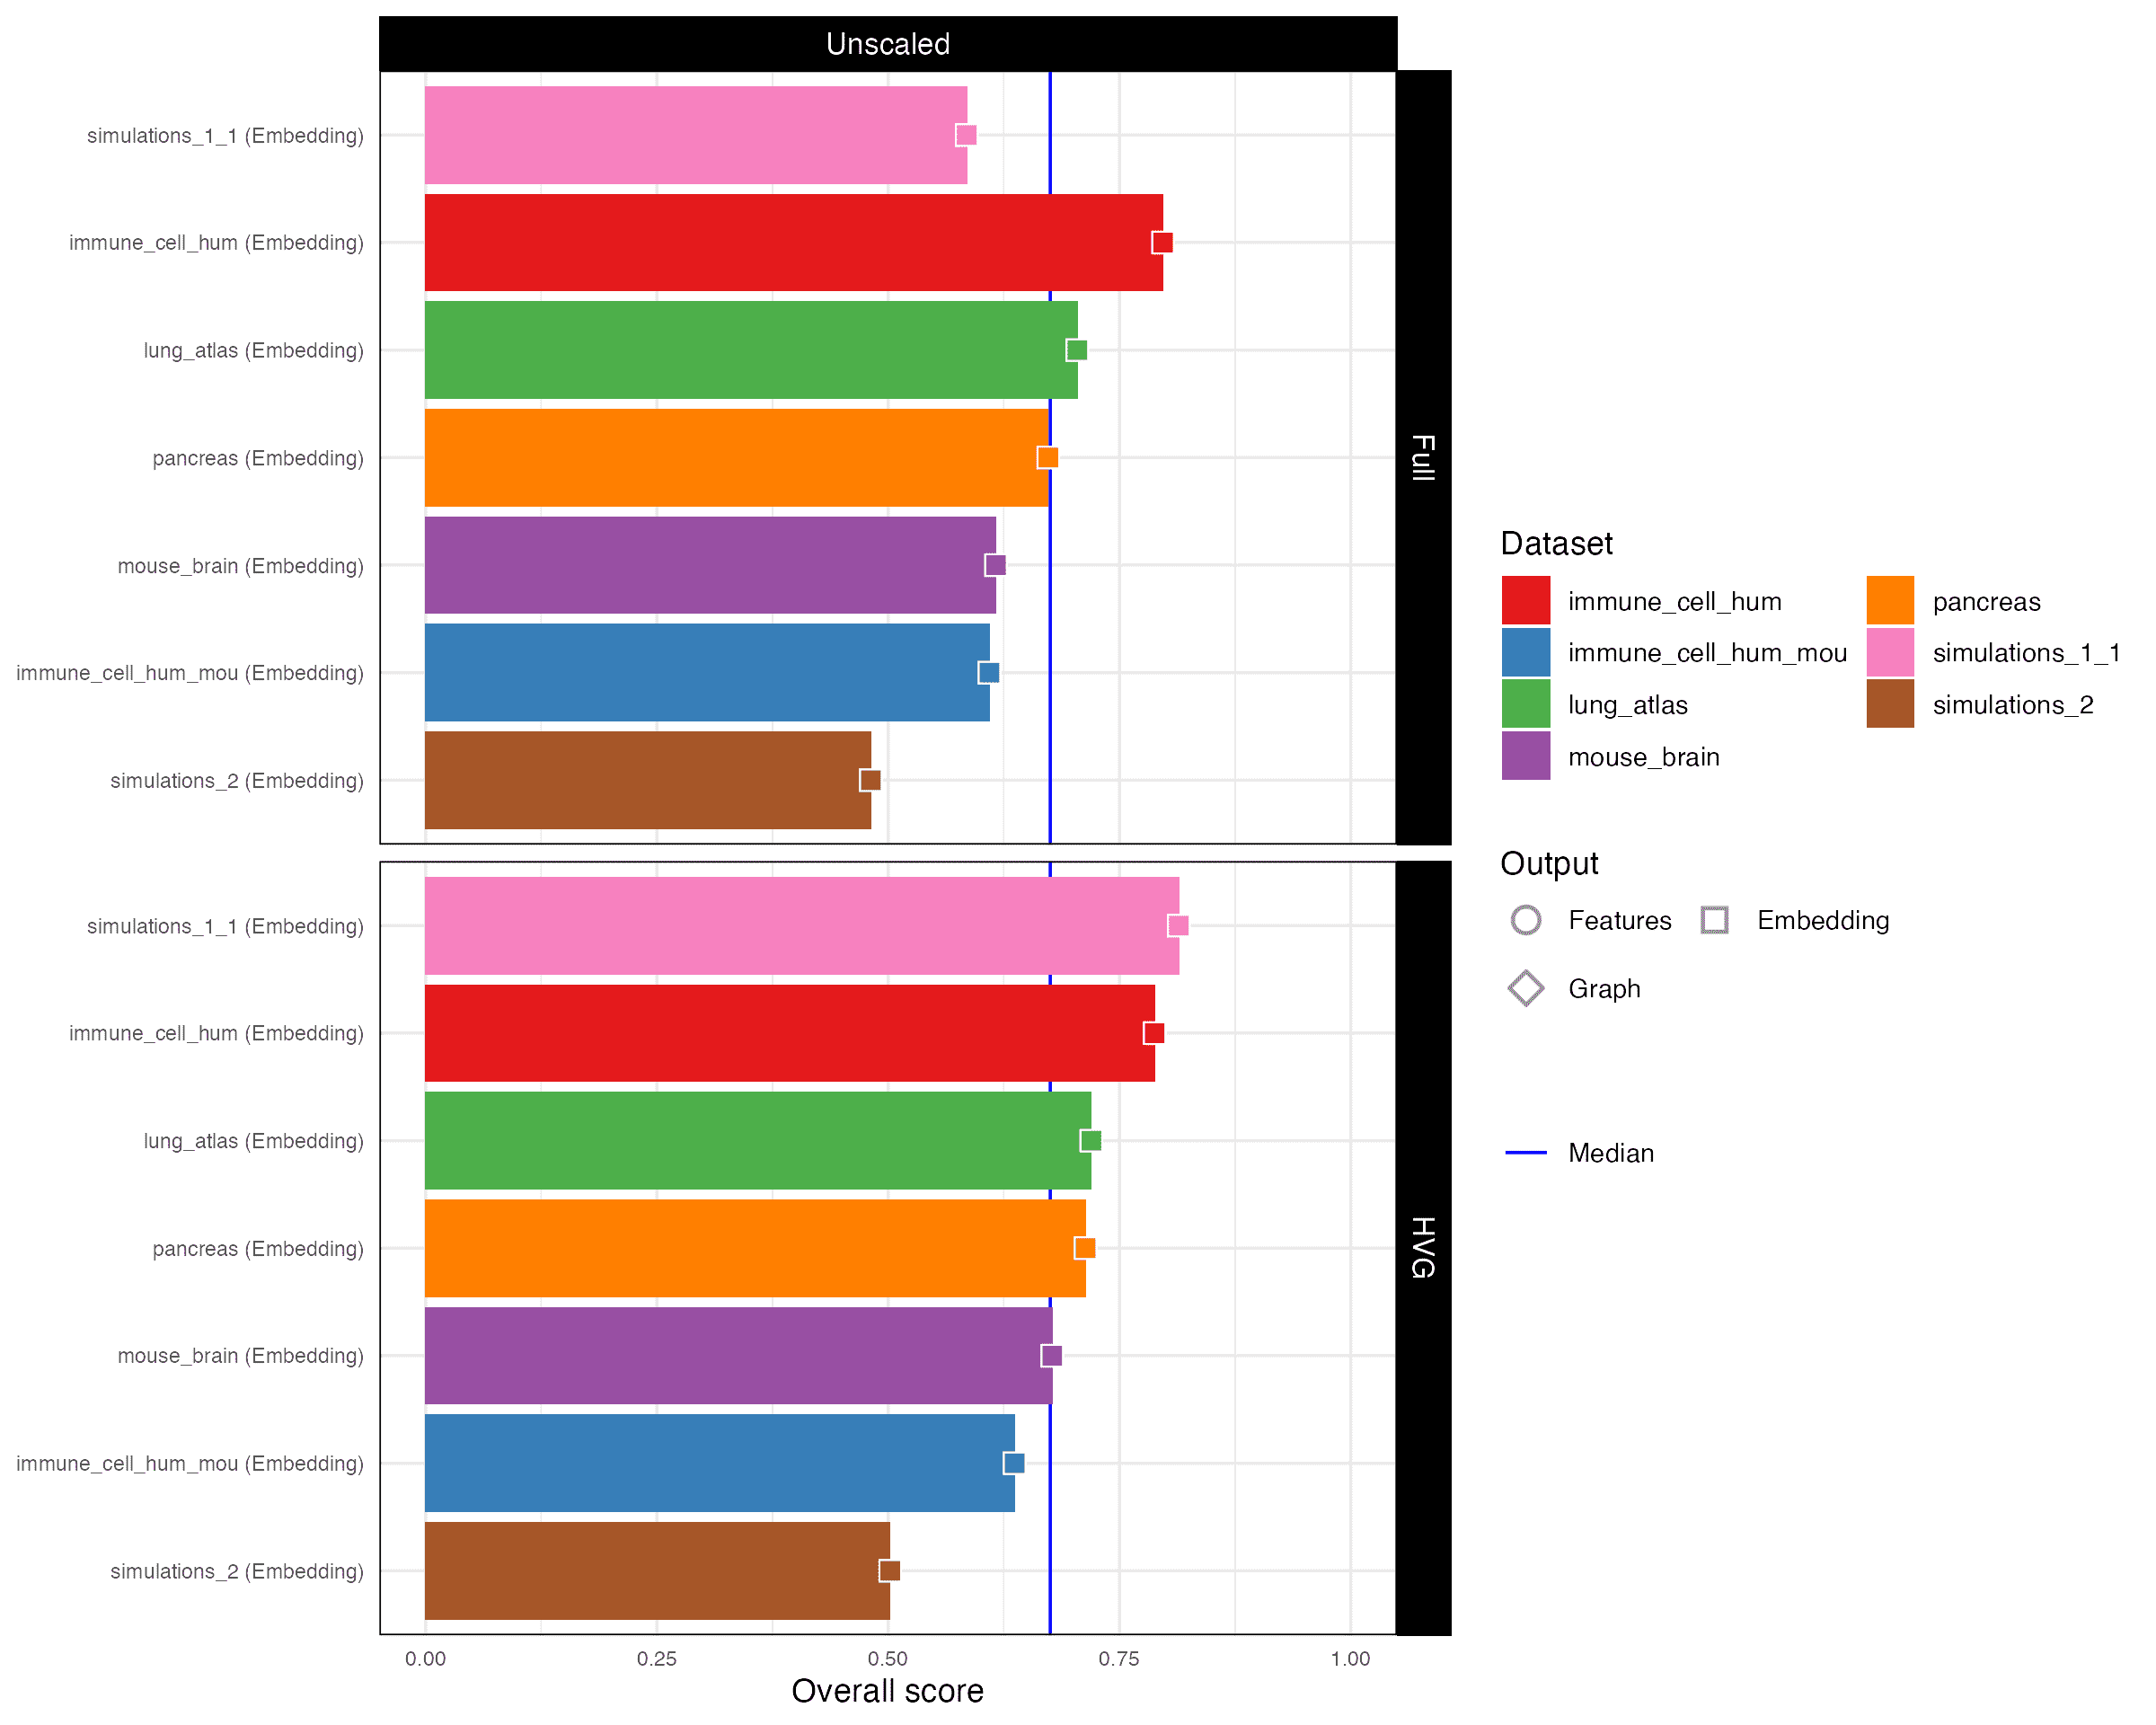 Unscaled
simulations_1_1 (Embedding)
immune_cell_hum (Embedding)
lung_atlas (Embedding)
pancreas (Embedding)
mouse_brain (Embedding)
immune_cell_hum_mou (Embedding)
simulations_2 (Embedding)
Full
simulations_1_1 (Embedding)
immune_cell_hum (Embedding)
lung_atlas (Embedding)
pancreas (Embedding)
mouse_brain (Embedding)
immune_cell_hum_mou (Embedding)
simulations_2 (Embedding)
HVG
0.00 0.25 0.50 0.75 1.00
Overall score
Dataset
immune_cell_hum pancreas
immune_cell_hum_mou simulations_1_1
lung_atlas simulations_2
mouse_brain
Output
Features Embedding
Graph
Median